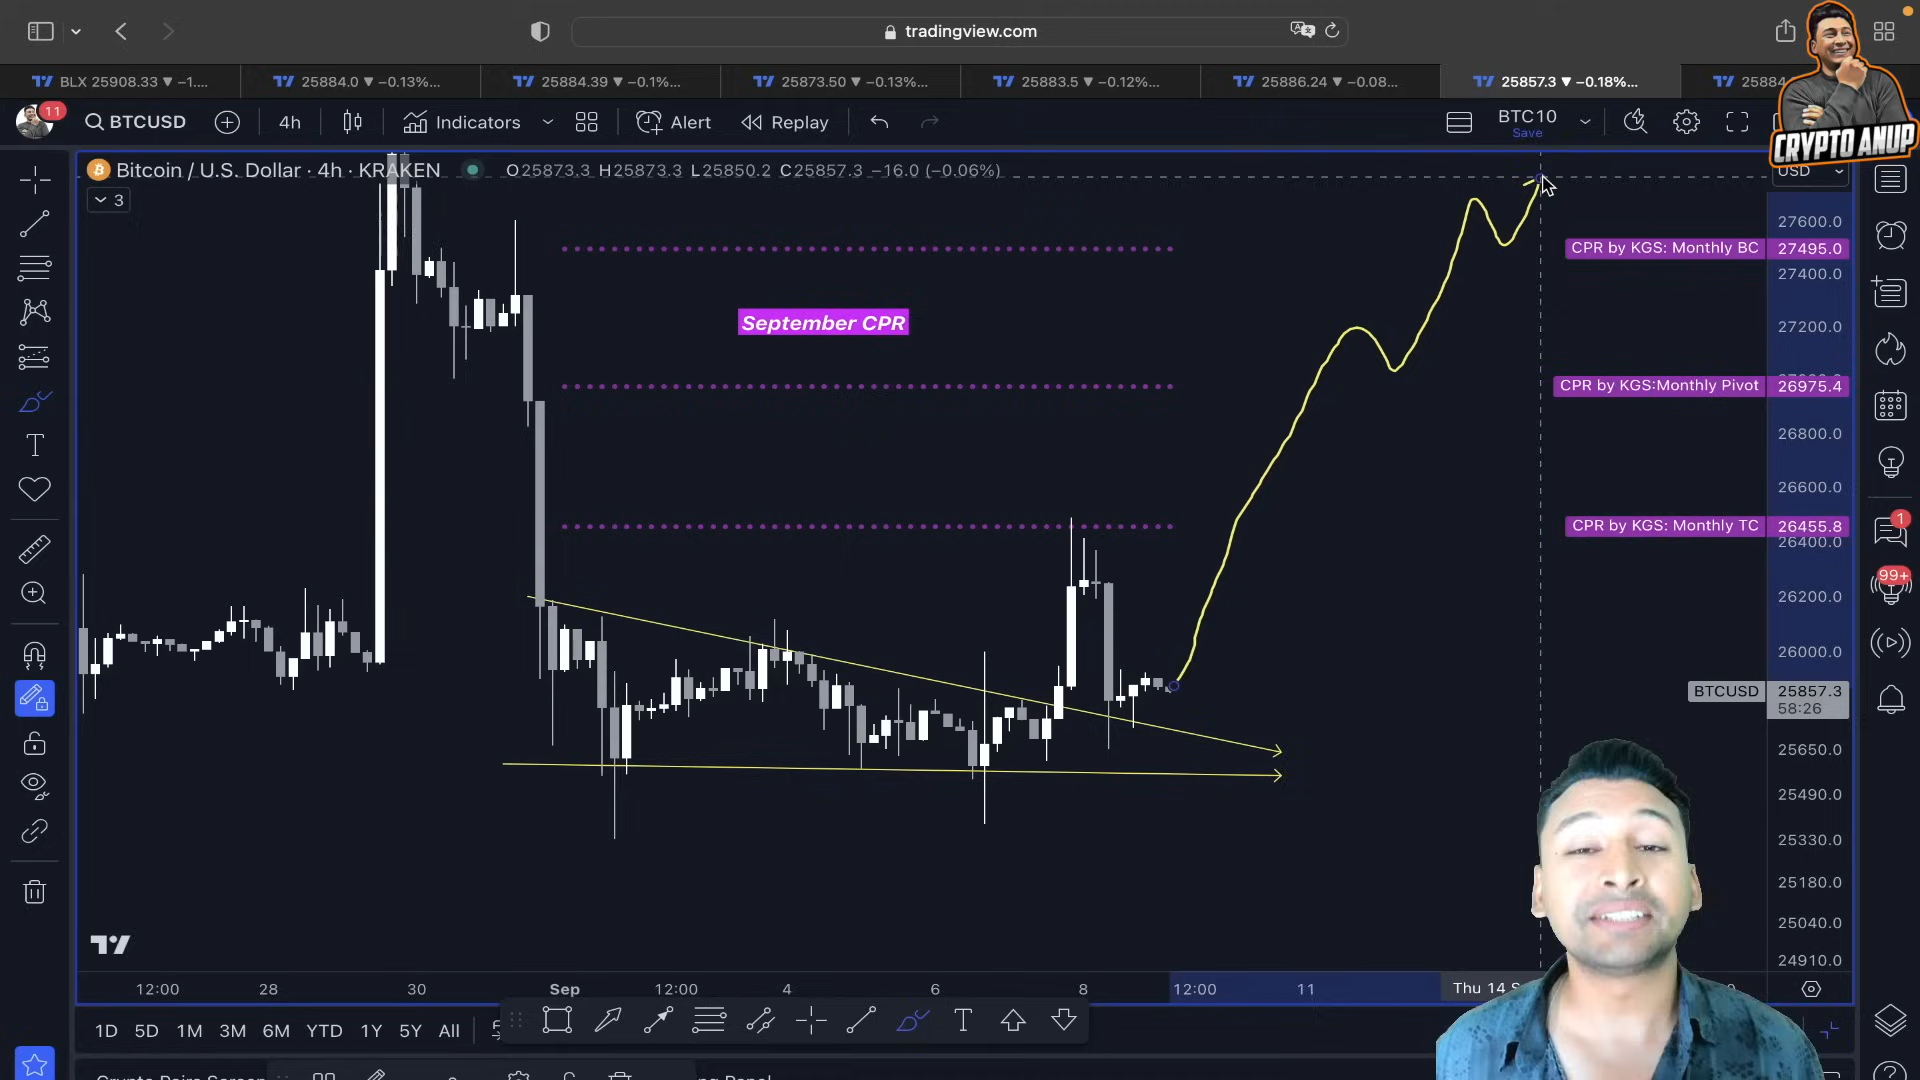 tradingview.com
BLX 25908.33 ▼ −1....
25884.0 ▼ −0.13%...
25884.39 ▼ −0.1%...
25873.50 ▼ −0.13%...
25883.5 ▼ −0.12%...
25886.24 ▼ −0.08...
25857.3 ▼ −0.18%...
25884
CRYPTO ANUP
11
BTCUSD
4h
Indicators
Alert
Replay
BTC10
Save
Bitcoin / U.S. Dollar · 4h · KRAKEN
O25873.3 H25873.3 L25850.2 C25857.3 −16.0 (−0.06%)
USD
3
27600.0
CPR by KGS: Monthly BC 27495.0
27400.0
September CPR
27200.0
CPR by KGS:Monthly Pivot 26975.4
26800.0
26600.0
CPR by KGS: Monthly TC 26455.8
1
26400.0
99+
26200.0
26000.0
BTCUSD 25857.3
58:26
25650.0
25490.0
25330.0
25180.0
25040.0
24910.0
12:00 28 30 Sep 12:00 4 6 8 12:00 11 Thu 14 S
1D 5D 1M 3M 6M YTD 1Y 5Y All